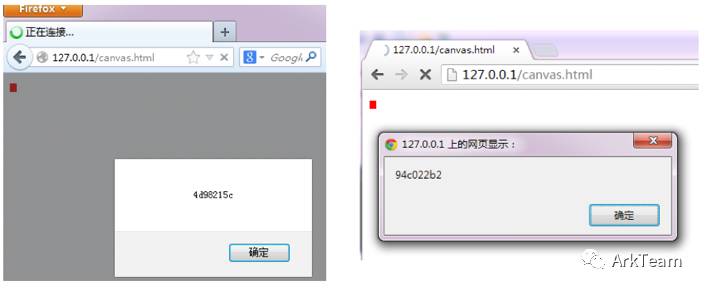 Firefox
正在连接...
127.0.0.1/canvas.html
Google
4d98215c
确定
127.0.0.1/canvas.html
127.0.0.1/canvas.html
127.0.0.1 上的网页显示：
94c022b2
确定
ArkTeam